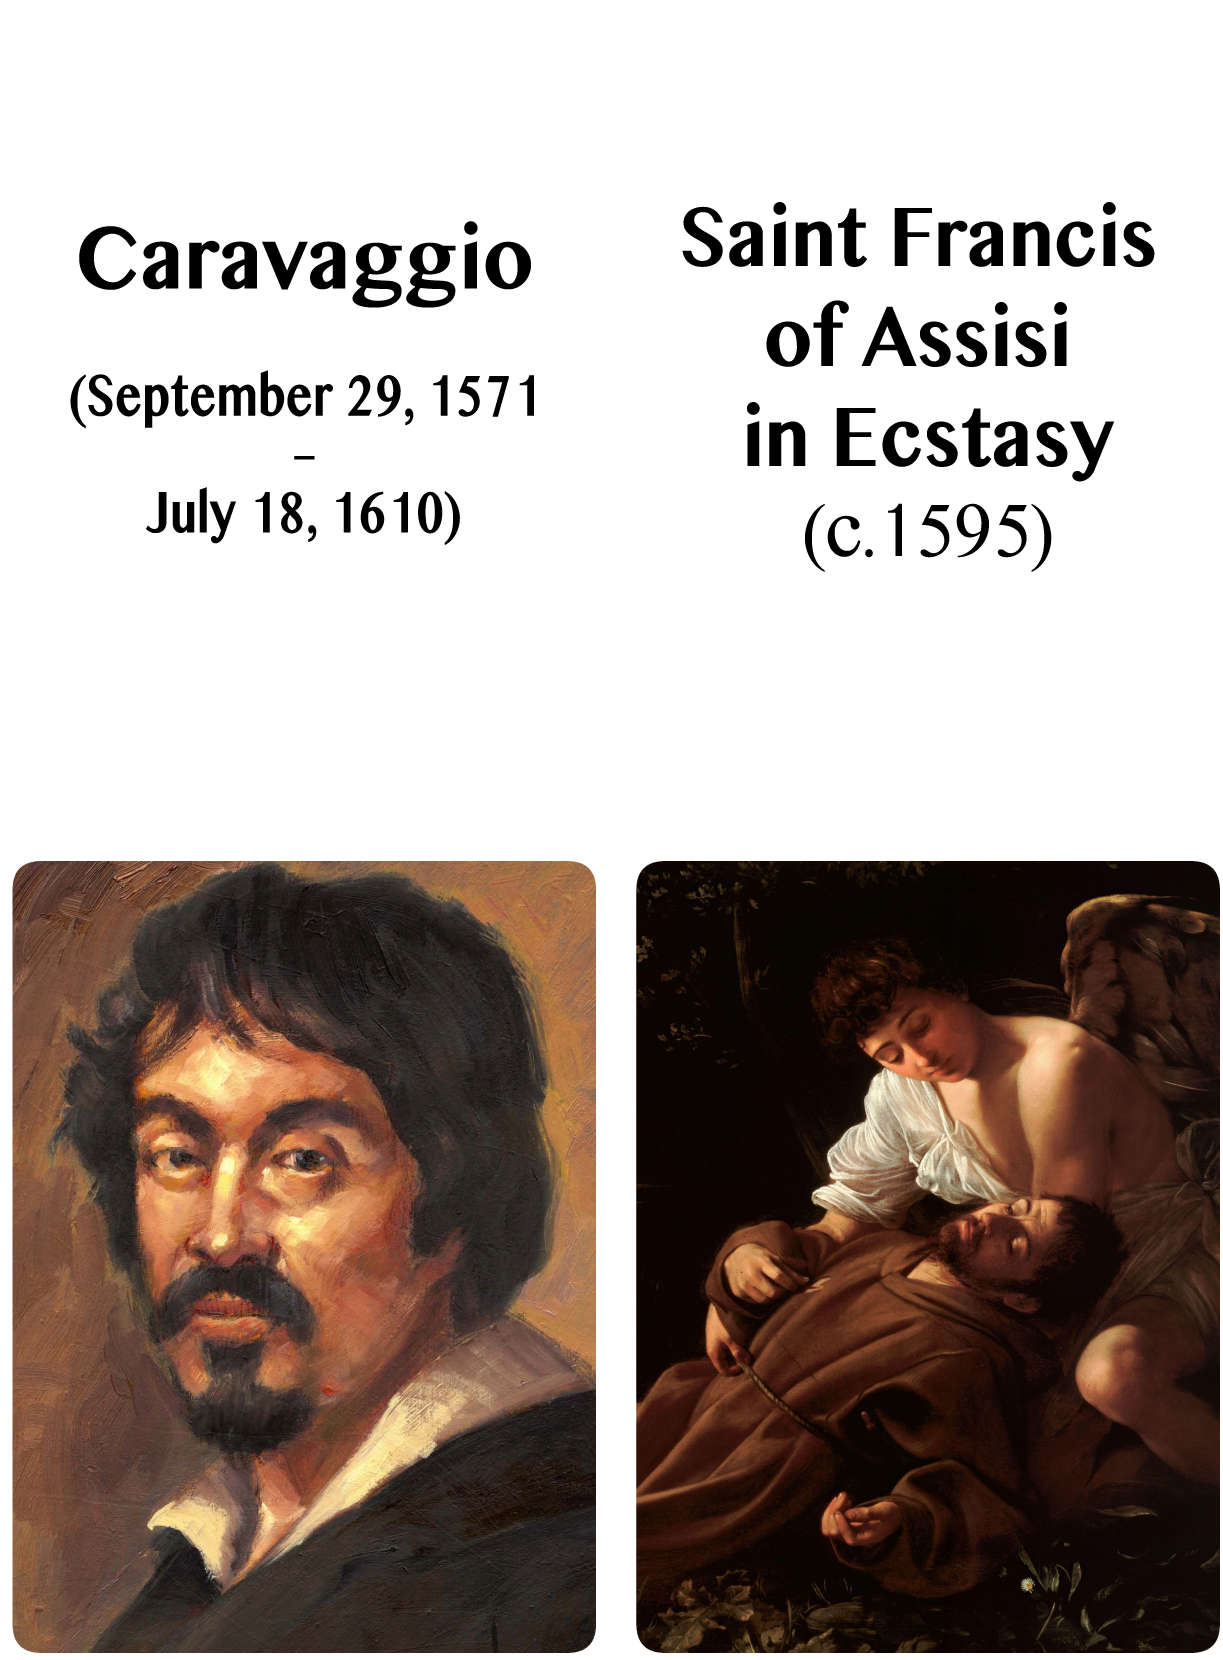 Caravaggio
(September 29, 1571
–
July 18, 1610)
Saint Francis
of Assisi
in Ecstasy
(c.1595)